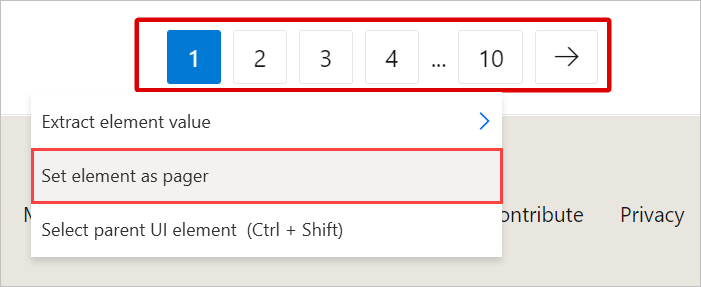 1 2 3 4 ... 10 →
Extract element value
Set element as pager
Select parent UI element (Ctrl + Shift)
ontribute Privacy